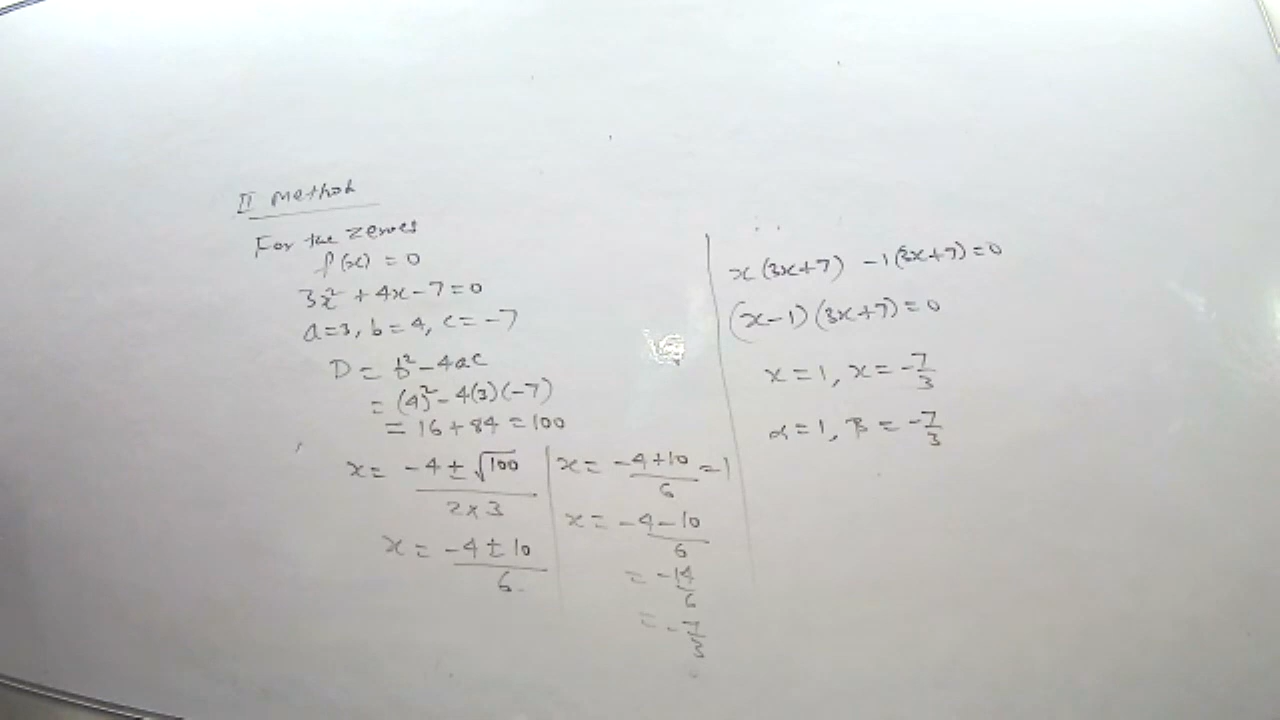 II Method
For the zeroes
f(x) = 0
3x² + 4x - 7 = 0
a=3, b=4, c=-7
D = b² - 4ac
= (4)² - 4(3)(-7)
= 16 + 84 = 100
x = (-4 ± √100)/(2×3)
x = (-4 ± 10)/6
x = (-4+10)/6 = 1
x = (-4-10)/6
= -14/6
= -7/3
x(3x+7) -1(3x+7)=0
(x-1)(3x+7)=0
x=1, x=-7/3
α=1, β=-7/3